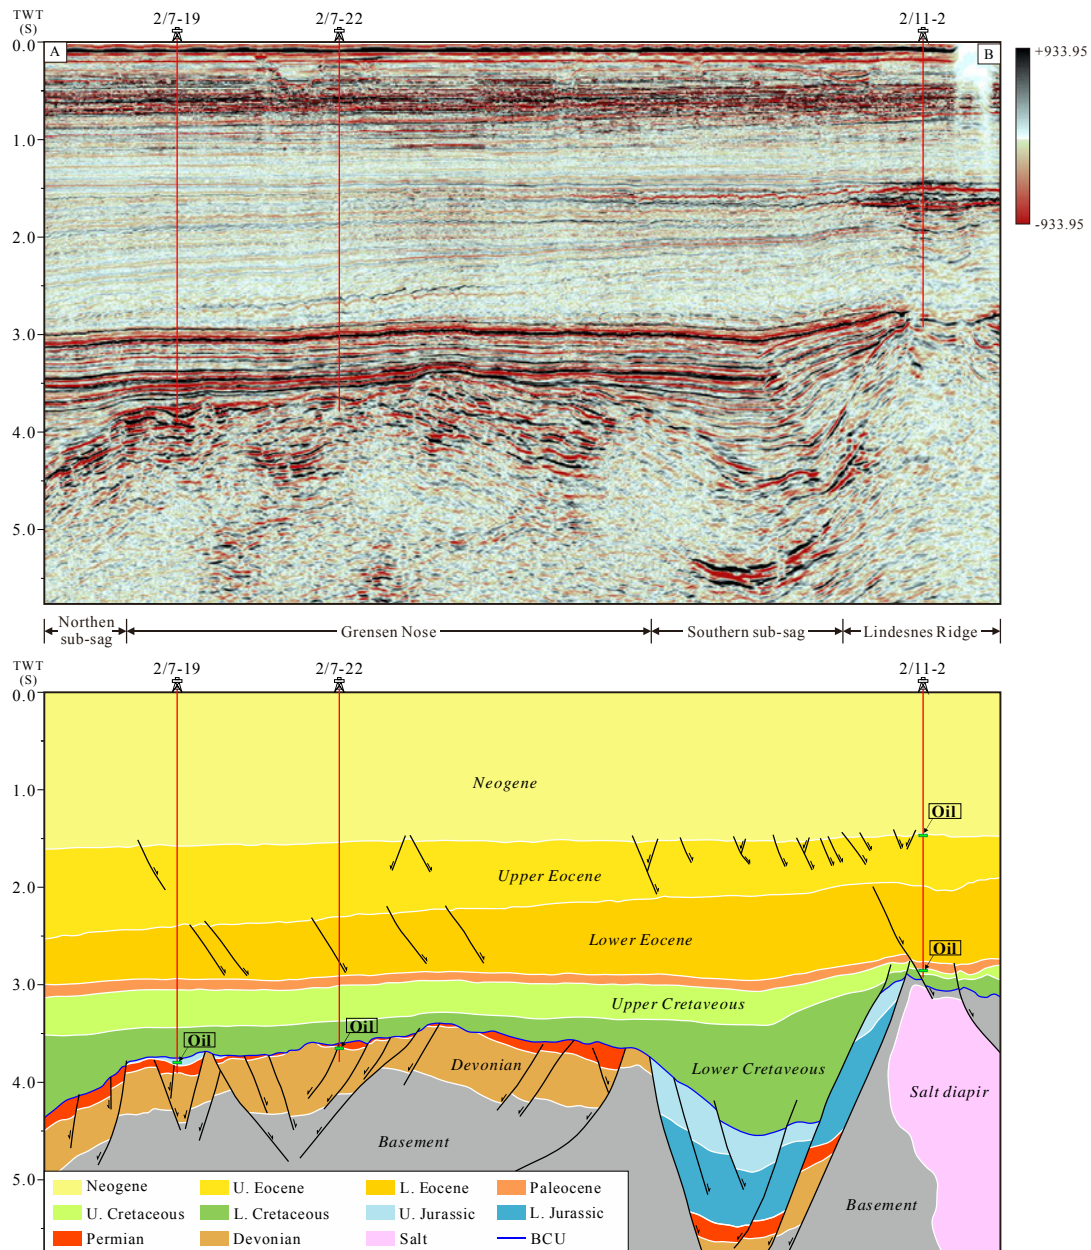 TWT
(S)
2/7-19
2/7-22
2/11-2
A
B
0.0
1.0
2.0
3.0
4.0
5.0
+933.95
-933.95
Northen
sub-sag
Grensen Nose
Southern sub-sag
Lindesnes Ridge
TWT
(S)
2/7-19
2/7-22
2/11-2
0.0
1.0
2.0
3.0
4.0
5.0
Neogene
Oil
Upper Eocene
Lower Eocene
Oil
Upper Cretaveous
Oil
Oil
Devonian
Lower Cretaveous
Salt diapir
Basement
Basement
Neogene
U. Eocene
L. Eocene
Paleocene
U. Cretaceous
L. Cretaceous
U. Jurassic
L. Jurassic
Permian
Devonian
Salt
BCU